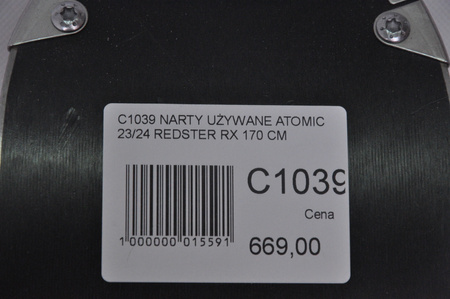 C1039 NARTY UŻYWANE ATOMIC
23/24 REDSTER RX 170 CM
C1039
Cena
1 000000 015591
669,00